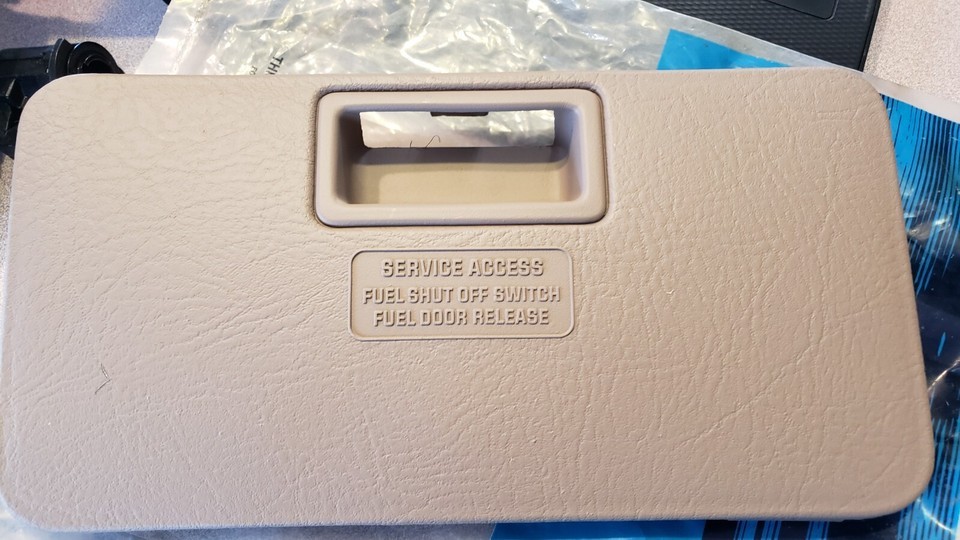 SERVICE ACCESS
FUEL SHUT OFF SWITCH
FUEL DOOR RELEASE